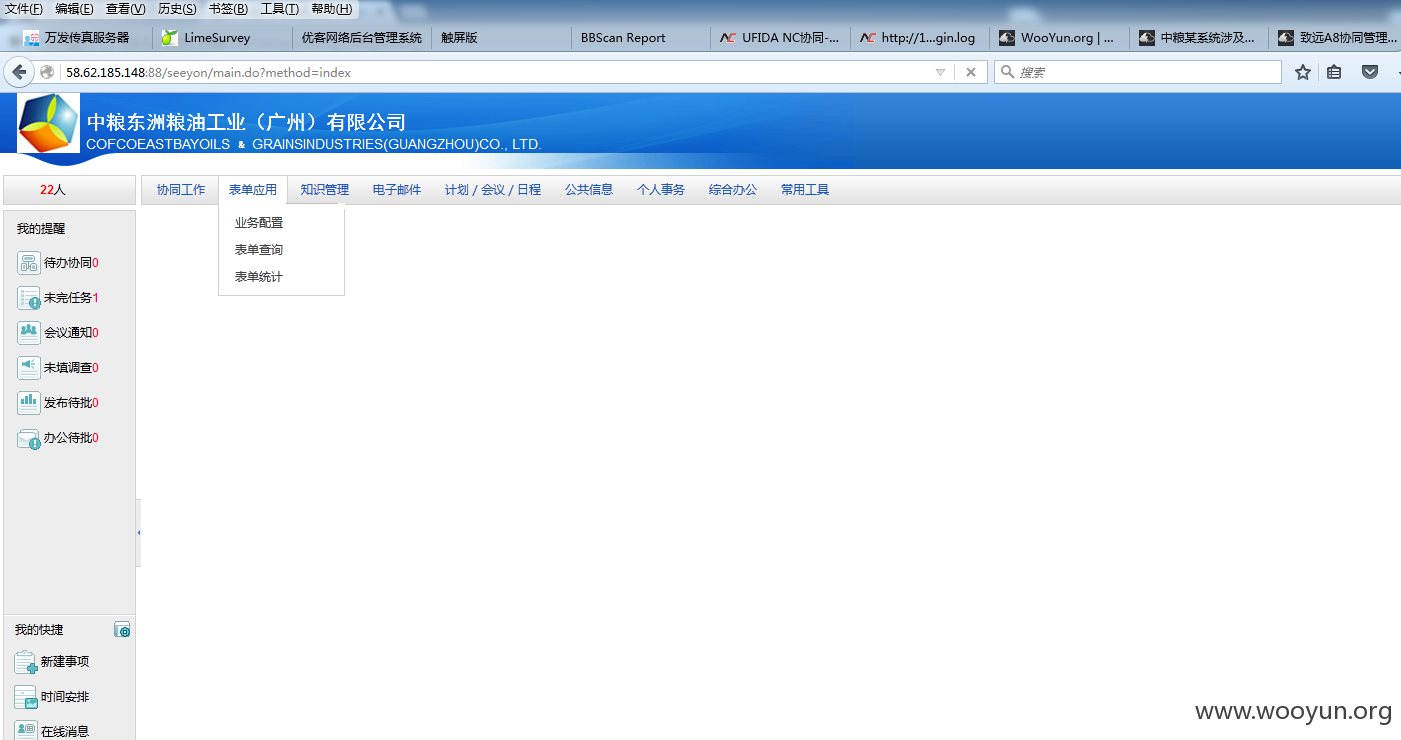 文件(F) 编辑(E) 查看(V) 历史(S) 书签(B) 工具(T) 帮助(H)
万发传真服务器 LimeSurvey 优客网络后台管理系统 触屏版 BBScan Report UFIDA NC协同-... http://1...gin.log WooYun.org | ... 中粮某系统涉及... 致远A8协同管理...
58.62.185.148:88/seeyon/main.do?method=index 搜索
中粮东洲粮油工业（广州）有限公司
COFCOEASTBAYOILS & GRAINSINDUSTRIES(GUANGZHOU)CO., LTD.
22人 协同工作 表单应用 知识管理 电子邮件 计划 / 会议 / 日程 公共信息 个人事务 综合办公 常用工具
业务配置
表单查询
表单统计
我的提醒
待办协同0
未完任务1
会议通知0
未填调查0
发布待批0
办公待批0
我的快捷
新建事项
时间安排
在线消息
www.wooyun.org